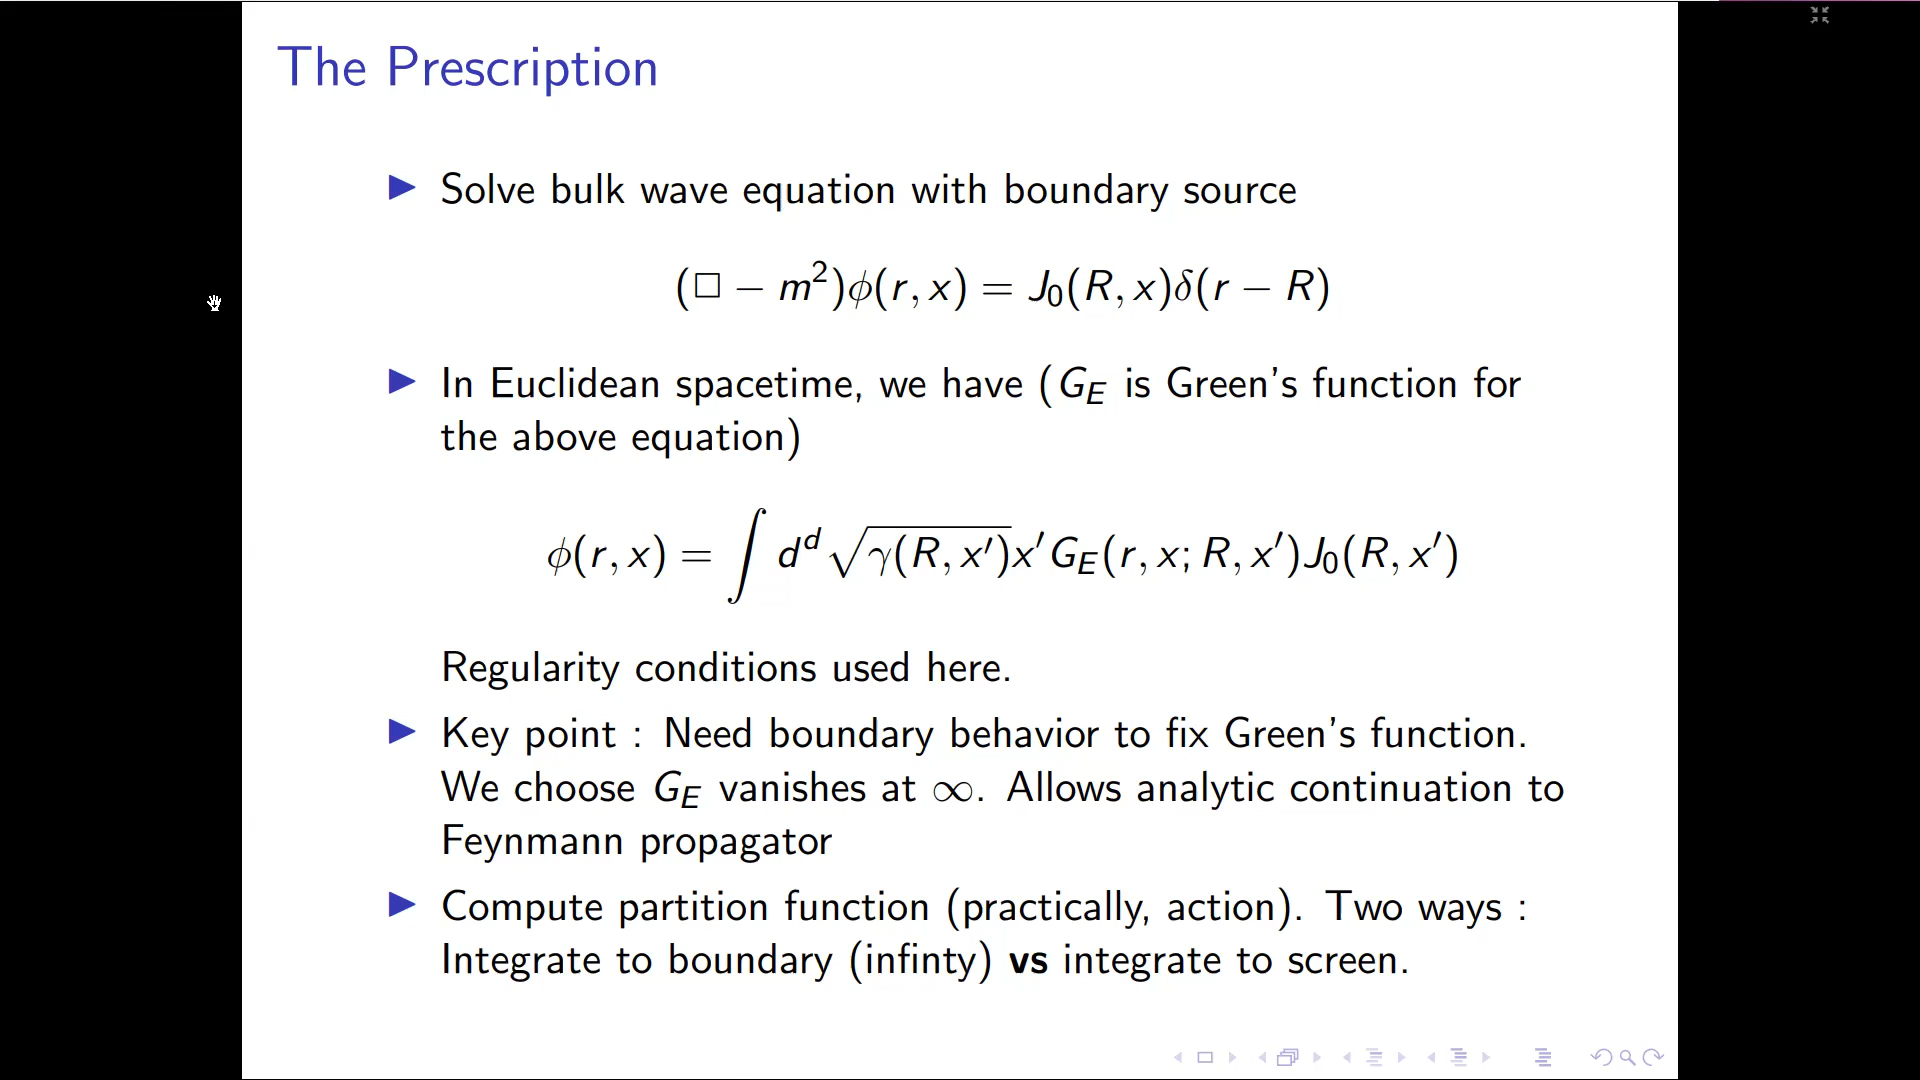 The Prescription
Solve bulk wave equation with boundary source
(□ − m²)ϕ(r, x) = J₀(R, x)δ(r − R)
In Euclidean spacetime, we have (G_E is Green's function for
the above equation)
ϕ(r, x) = ∫ d^d √γ(R, x′)x′G_E(r, x; R, x′)J₀(R, x′)
Regularity conditions used here.
Key point : Need boundary behavior to fix Green's function.
We choose G_E vanishes at ∞. Allows analytic continuation to
Feynmann propagator
Compute partition function (practically, action). Two ways :
Integrate to boundary (infinty) vs integrate to screen.